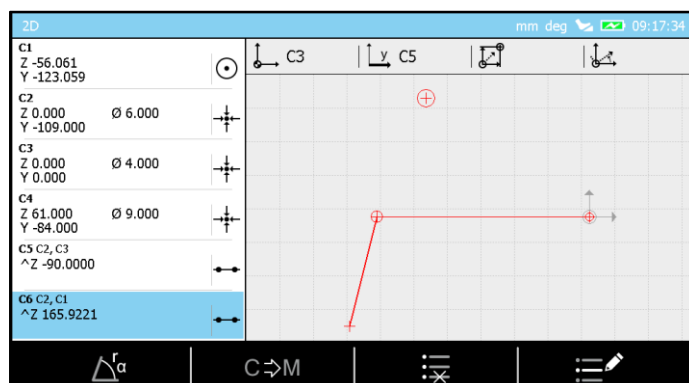 2D mm deg 09:17:34
C1
Z -56.061
Y -123.059
C2
Z 0.000 Ø 6.000
Y -109.000
C3
Z 0.000 Ø 4.000
Y 0.000
C4
Z 61.000 Ø 9.000
Y -84.000
C5 C2, C3
^Z -90.0000
C6 C2, C1
^Z 165.9221
C3
y C5
r
α
C⇨M